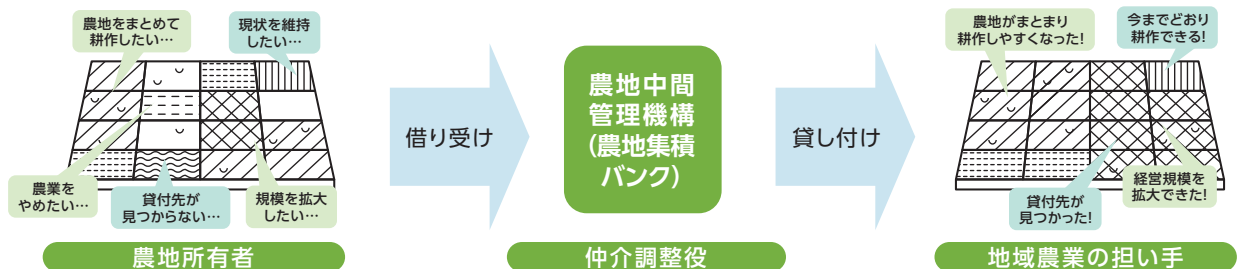 農地をまとめて
耕作したい…
現状を維持
したい…
農業を
やめたい…
貸付先が
見つからない…
規模を拡大
したい…
農地所有者
借り受け
農地中間
管理機構
(農地集積
バンク)
仲介調整役
貸し付け
農地がまとまり
耕作しやすくなった!
今までどおり
耕作できる!
貸付先が
見つかった!
経営規模を
拡大できた!
地域農業の担い手